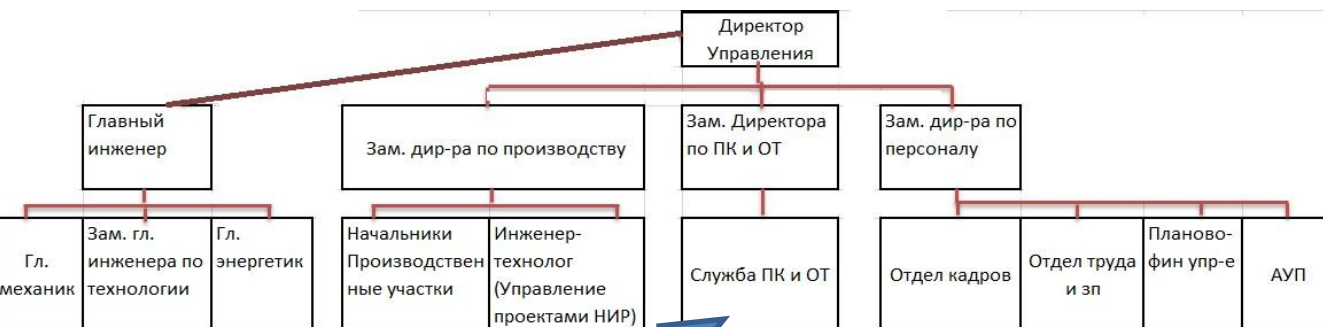 Директор
Управления
Главный
инженер
Зам. дир-ра по производству
Зам. Директора
по ПК и ОТ
Зам. дир-ра по
персоналу
Гл.
механик
Зам. гл.
инженера по
технологии
Гл.
энергетик
Начальники
Производствен
ные участки
Инженер-
технолог
(Управление
проектами НИР)
Служба ПК и ОТ
Отдел кадров
Отдел труда
и зп
Планово-
фин упр-е
АУП